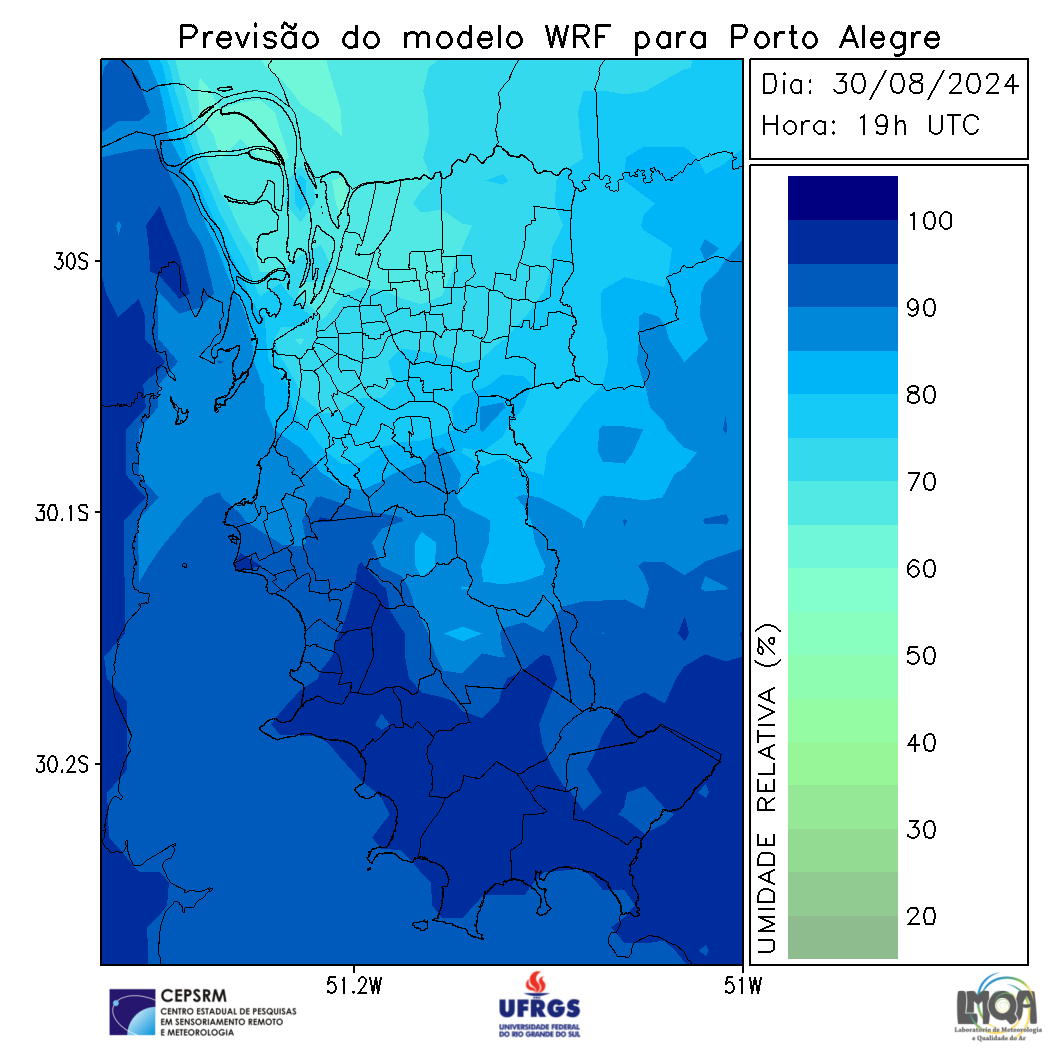 Previsão do modelo WRF para Porto Alegre
Dia: 30/08/2024
Hora: 19h UTC
100
90
80
70
60
50
40
30
20
UMIDADE RELATIVA (%)
30S
30.1S
30.2S
51.2W
51W
CEPSRM
CENTRO ESTADUAL DE PESQUISAS
EM SENSORIAMENTO REMOTO
E METEOROLOGIA
UFRGS
UNIVERSIDADE FEDERAL
DO RIO GRANDE DO SUL
LMQA
Laboratório de Meteorologia
e Qualidade do Ar